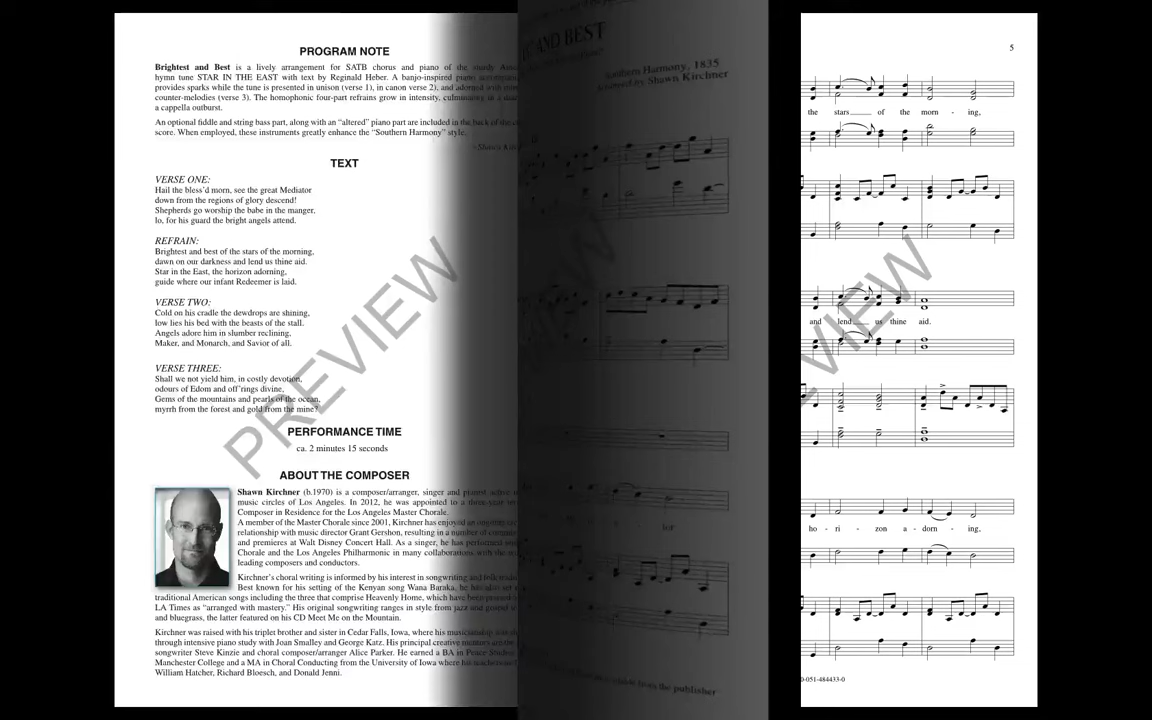 PROGRAM NOTE
Brightest and Best is a lively arrangement for SATB chorus and piano of the sturdy
hymn tune STAR IN THE EAST with text by Reginald Heber. A banjo-inspired piano
provides sparks while the tune is presented in unison (verse 1), in canon verse 2), and adorned with
counter-melodies (verse 3). The homophonic four-part refrains grow in intensity, culminating in a
a cappella outburst.
An optional fiddle and string bass part, along with an “altered” piano part are included in the back of the
score. When employed, these instruments greatly enhance the “Southern Harmony” style.
TEXT
VERSE ONE:
Hail the bless’d morn, see the great Mediator
down from the regions of glory descend!
Shepherds go worship the babe in the manger,
lo, for his guard the bright angels attend.
REFRAIN:
Brightest and best of the stars of the morning,
dawn on our darkness and lend us thine aid.
Star in the East, the horizon adorning,
guide where our infant Redeemer is laid.
VERSE TWO:
Cold on his cradle the dewdrops are shining,
low lies his bed with the beasts of the stall.
Angels adore him in slumber reclining,
Maker, and Monarch, and Savior of all.
VERSE THREE:
Shall we not yield him, in costly devotion,
odours of Edom and off’rings divine,
Gems of the mountains and pearls of the ocean,
myrrh from the forest and gold from the mine?
PERFORMANCE TIME
ca. 2 minutes 15 seconds
ABOUT THE COMPOSER
Shawn Kirchner (b.1970) is a composer/arranger, singer and pianist active in
music circles of Los Angeles. In 2012, he was appointed to a three-year
Composer in Residence for the Los Angeles Master Chorale.
A member of the Master Chorale since 2001, Kirchner has enjoyed an
relationship with music director Grant Gershon, resulting in a number of
and premieres at Walt Disney Concert Hall. As a singer, he has performed
Chorale and the Los Angeles Philharmonic in many collaborations with the
leading composers and conductors.
Kirchner’s choral writing is informed by his interest in songwriting and folk
Best known for his setting of the Kenyan song Wana Baraka, he has also set
traditional American songs including the three that comprise Heavenly Home, which have been
LA Times as “arranged with mastery.” His original songwriting ranges in style from jazz and gospel
and bluegrass, the latter featured on his CD Meet Me on the Mountain.
Kirchner was raised with his triplet brother and sister in Cedar Falls, Iowa, where his
through intensive piano study with Joan Smalley and George Katz. His principal creative mentors are
songwriter Steve Kinzie and choral composer/arranger Alice Parker. He earned a BA in Peace Studies
Manchester College and a MA in Choral Conducting from the University of Iowa where his
William Hatcher, Richard Bloesch, and Donald Jenni.
PREVIEW
AND BEST
Southern Harmony, 1835
by Shawn Kirchner
from the publisher
5
the stars of the morn - ing,
and lend us thine aid.
ho - ri - zon a - dorn - ing,
0-051-484433-0